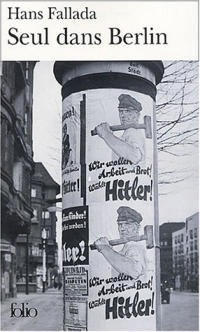 Hans Fallada
Seul dans Berlin
Wir wollen
Arbeit und Brot!
Wählt
Hitler!
Wir wollen
Arbeit und Brot!
Wählt
Hitler!
folio